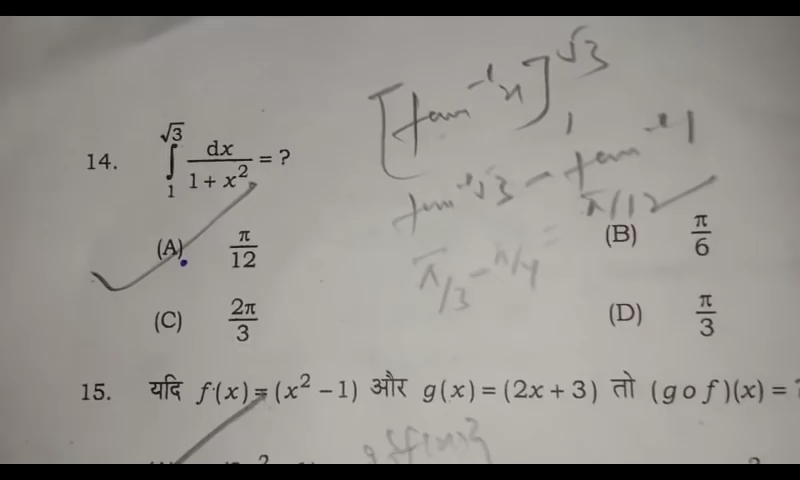 [tan⁻¹x]₁^√3
14. ∫₁^√3 dx/(1 + x²) = ?
tan⁻¹√3 − tan⁻¹1
π/3 − π/4 = π/12
(A) π/12 (B) π/6
(C) 2π/3 (D) π/3
15. यदि f(x) = (x² − 1) और g(x) = (2x + 3) तो (g o f)(x) = ?
g{f(x)}